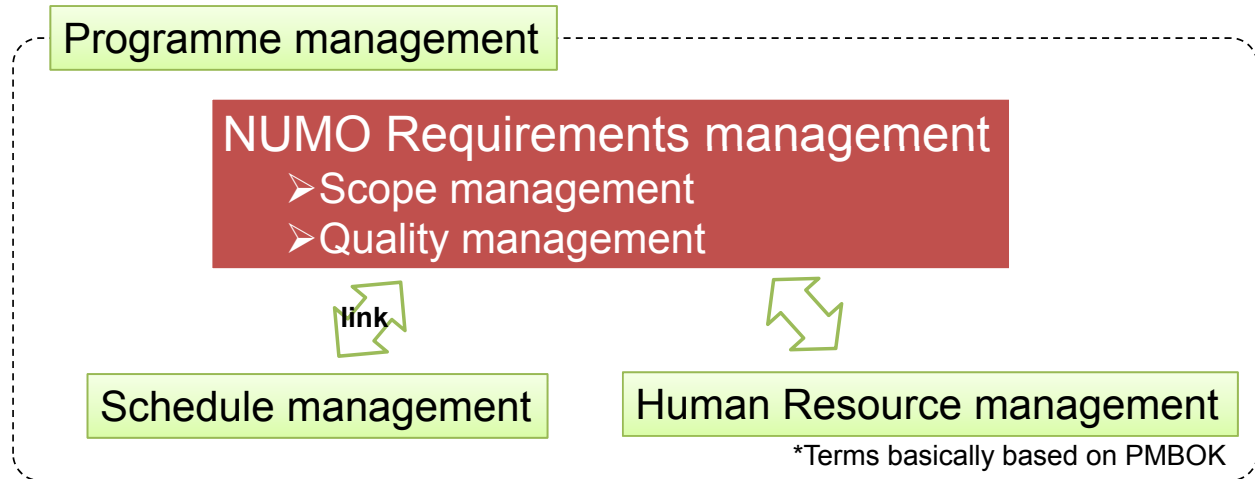 Programme management
NUMO Requirements management
➢Scope management
➢Quality management
link
Schedule management
Human Resource management
*Terms basically based on PMBOK